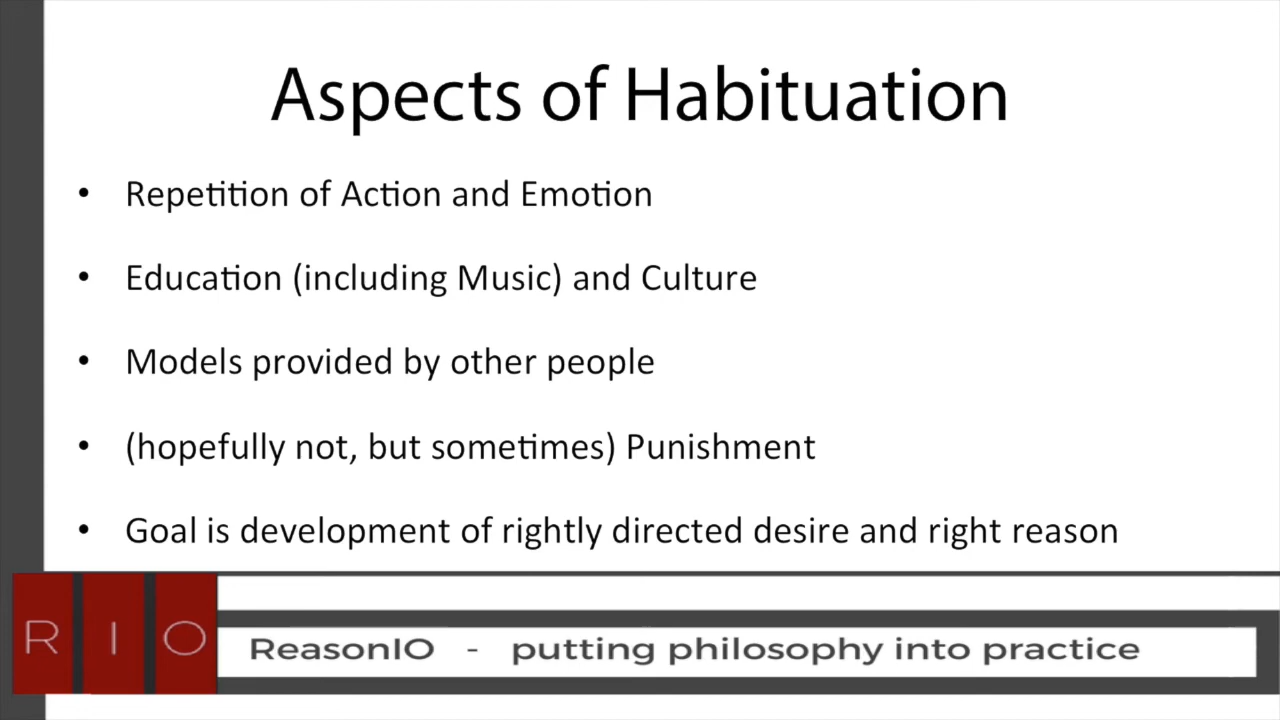 Aspects of Habituation
• Repetition of Action and Emotion
• Education (including Music) and Culture
• Models provided by other people
• (hopefully not, but sometimes) Punishment
• Goal is development of rightly directed desire and right reason
R I O
ReasonIO - putting philosophy into practice